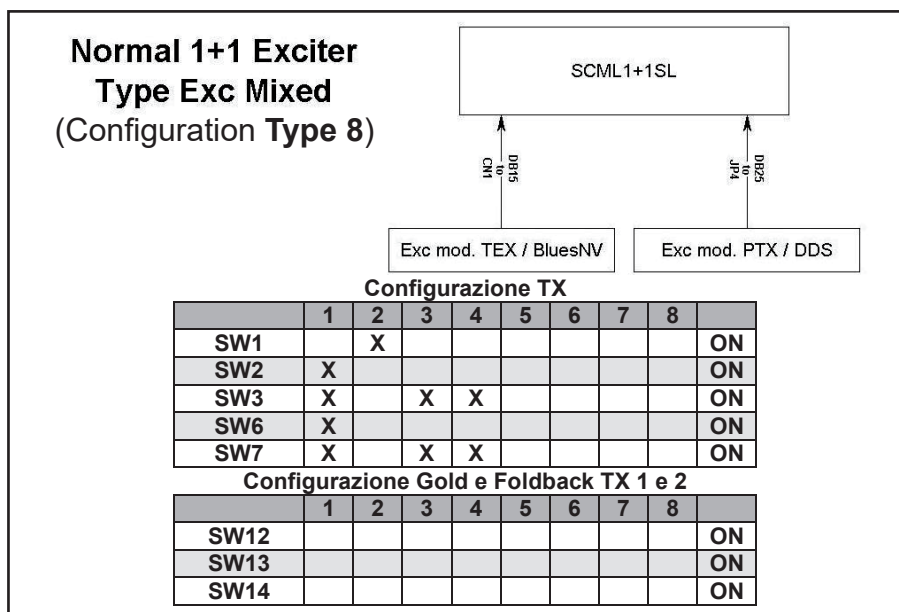 Normal 1+1 Exciter
Type Exc Mixed
(Configuration Type 8)
SCML1+1SL
DB15
to
CN1
DB25
to
JP4
Exc mod. TEX / BluesNV
Exc mod. PTX / DDS
Configurazione TX
1 2 3 4 5 6 7 8
SW1 X ON
SW2 X ON
SW3 X X X ON
SW6 X ON
SW7 X X X ON
Configurazione Gold e Foldback TX 1 e 2
1 2 3 4 5 6 7 8
SW12 ON
SW13 ON
SW14 ON